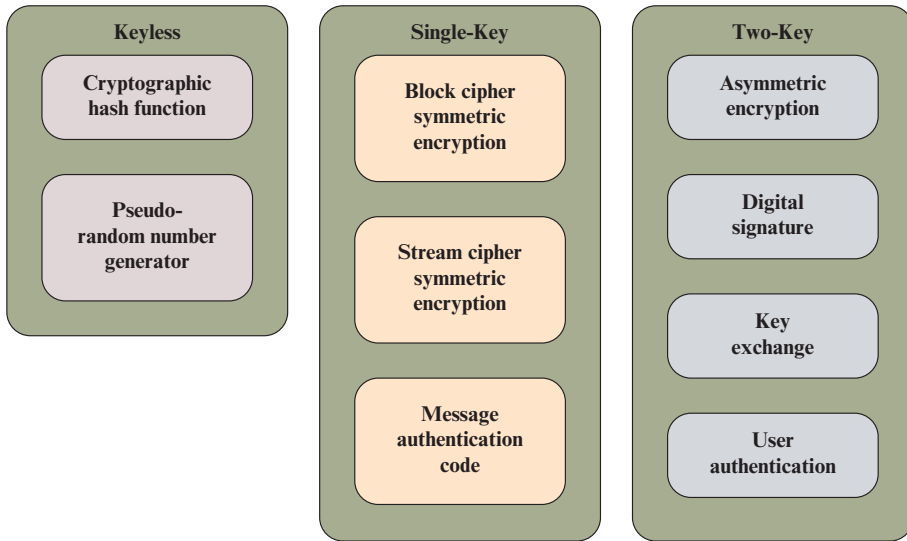 Keyless
Cryptographic
hash function
Pseudo-
random number
generator
Single-Key
Block cipher
symmetric
encryption
Stream cipher
symmetric
encryption
Message
authentication
code
Two-Key
Asymmetric
encryption
Digital
signature
Key
exchange
User
authentication